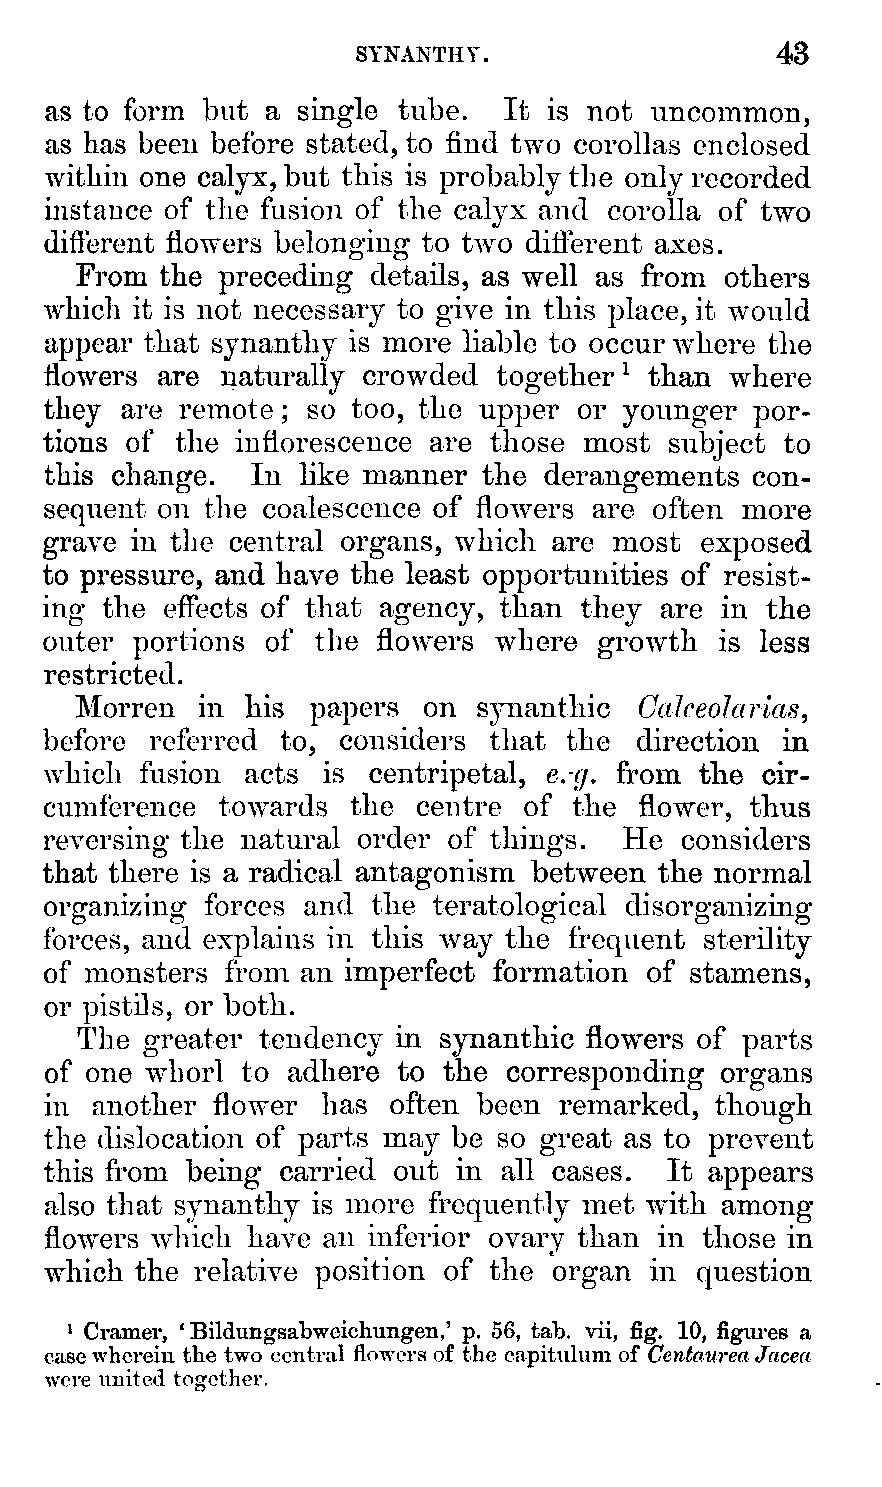 SYNANTHY. 43
as to form but a single tube. It is not uncommon,
as has been before stated, to find two corollas enclosed
within one calyx, but this is probably the only recorded
instance of the fusion of the calyx and corolla of two
different flowers belonging to two different axes.
From the preceding details, as well as from others
which it is not necessary to give in this place, it would
appear that synanthy is more liable to occur where the
flowers are naturally crowded together ¹ than where
they are remote; so too, the upper or younger por-
tions of the inflorescence are those most subject to
this change. In like manner the derangements con-
sequent on the coalescence of flowers are often more
grave in the central organs, which are most exposed
to pressure, and have the least opportunities of resist-
ing the effects of that agency, than they are in the
outer portions of the flowers where growth is less
restricted.
Morren in his papers on synanthic Calceolarias,
before referred to, considers that the direction in
which fusion acts is centripetal, e.g. from the cir-
cumference towards the centre of the flower, thus
reversing the natural order of things. He considers
that there is a radical antagonism between the normal
organizing forces and the teratological disorganizing
forces, and explains in this way the frequent sterility
of monsters from an imperfect formation of stamens,
or pistils, or both.
The greater tendency in synanthic flowers of parts
of one whorl to adhere to the corresponding organs
in another flower has often been remarked, though
the dislocation of parts may be so great as to prevent
this from being carried out in all cases. It appears
also that synanthy is more frequently met with among
flowers which have an inferior ovary than in those in
which the relative position of the organ in question
¹ Cramer, 'Bildungsabweichungen,' p. 56, tab. vii, fig. 10, figures a
case wherein the two central flowers of the capitulum of Centaurea Jacea
were united together.